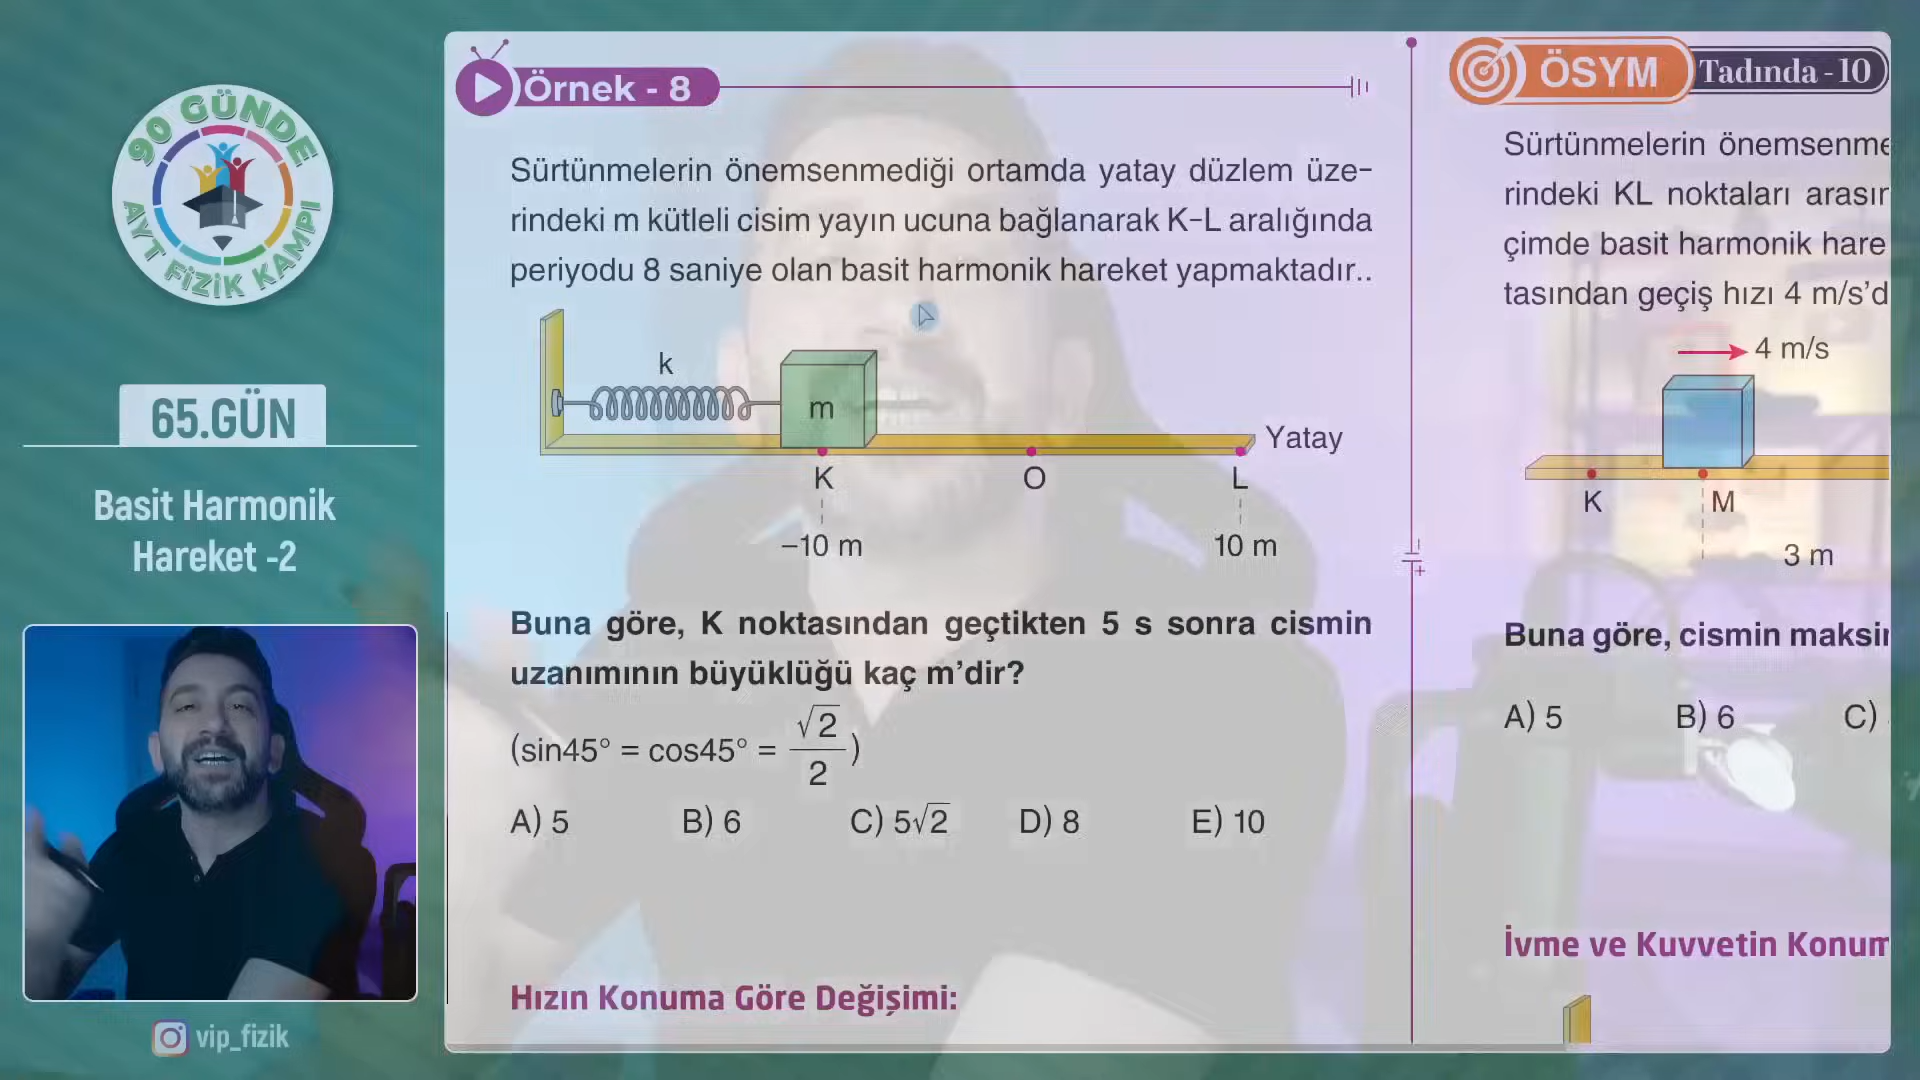 90 GÜNDE
AYT FİZİK KAMPI
65.GÜN
Basit Harmonik
Hareket -2
vip_fizik
Örnek - 8
Sürtünmelerin önemsenmediği ortamda yatay düzlem üze-
rindeki m kütleli cisim yayın ucuna bağlanarak K-L aralığında
periyodu 8 saniye olan basit harmonik hareket yapmaktadır..
k
m
Yatay
K O L
–10 m 10 m
Buna göre, K noktasından geçtikten 5 s sonra cismin
uzanımının büyüklüğü kaç m’dir?
(sin45° = cos45° = √2/2)
A) 5 B) 6 C) 5√2 D) 8 E) 10
Hızın Konuma Göre Değişimi:
ÖSYM Tadında - 10
Sürtünmelerin önemsenme
rindeki KL noktaları arasın
çimde basit harmonik hare
tasından geçiş hızı 4 m/s’d
4 m/s
K M
3 m
Buna göre, cismin maksin
A) 5 B) 6 C)
İvme ve Kuvvetin Konum